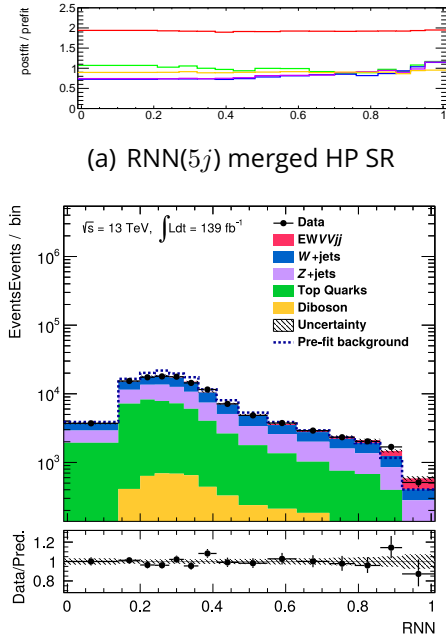 postfit / prefit
2.5
2
1.5
1
0.5
0
0 0.2 0.4 0.6 0.8 1
(a) RNN(5j) merged HP SR
EventsEvents / bin
√s = 13 TeV, ∫Ldt = 139 fb⁻¹
Data
EW VVjj
W+jets
Z+jets
Top Quarks
Diboson
Uncertainty
Pre-fit background
10⁶
10⁵
10⁴
10³
Data/Pred.
1.2
1
0.8
0 0.2 0.4 0.6 0.8 1
RNN